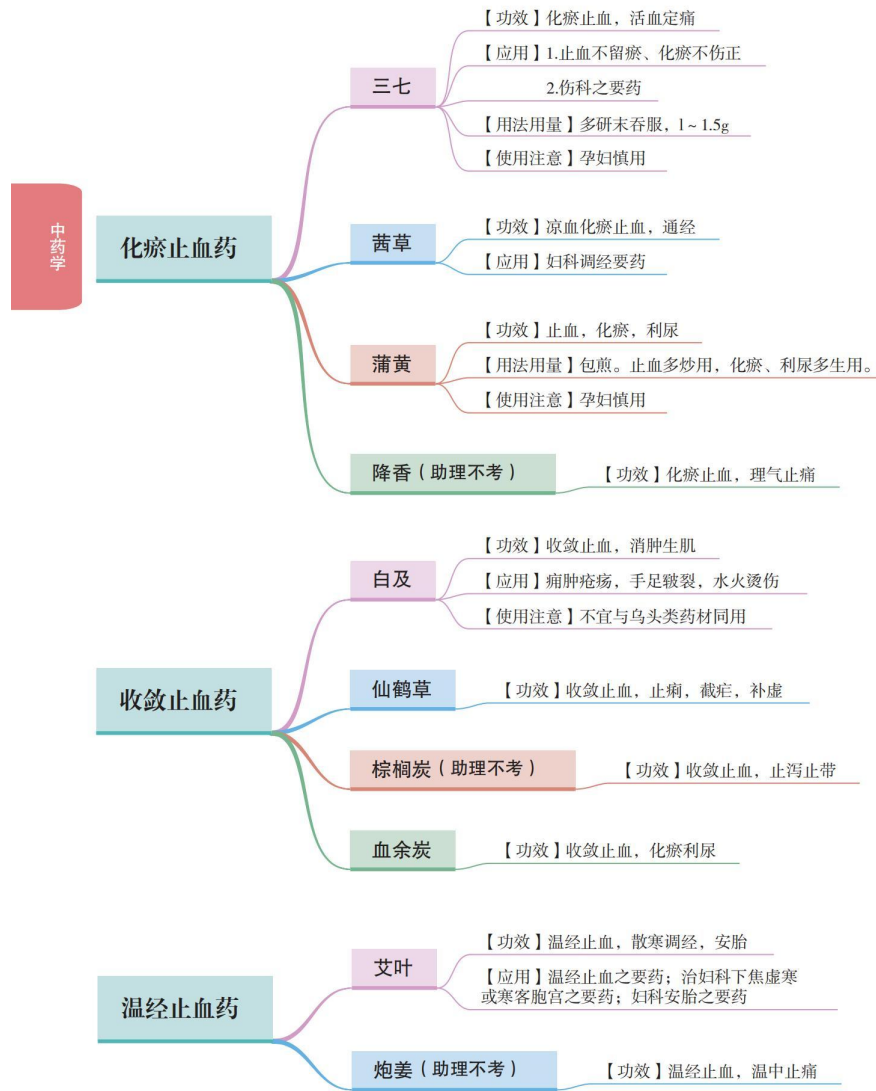 中药学
化瘀止血药
三七
【功效】化瘀止血，活血定痛
【应用】1.止血不留瘀、化瘀不伤正
2.伤科之要药
【用法用量】多研末吞服，1～1.5g
【使用注意】孕妇慎用
茜草
【功效】凉血化瘀止血，通经
【应用】妇科调经要药
蒲黄
【功效】止血，化瘀，利尿
【用法用量】包煎。止血多炒用，化瘀、利尿多生用。
【使用注意】孕妇慎用
降香（助理不考）
【功效】化瘀止血，理气止痛
收敛止血药
白及
【功效】收敛止血，消肿生肌
【应用】痈肿疮疡，手足皲裂，水火烫伤
【使用注意】不宜与乌头类药材同用
仙鹤草
【功效】收敛止血，止痢，截疟，补虚
棕榈炭（助理不考）
【功效】收敛止血，止泻止带
血余炭
【功效】收敛止血，化瘀利尿
温经止血药
艾叶
【功效】温经止血，散寒调经，安胎
【应用】温经止血之要药；治妇科下焦虚寒
或寒客胞宫之要药；妇科安胎之要药
炮姜（助理不考）
【功效】温经止血，温中止痛